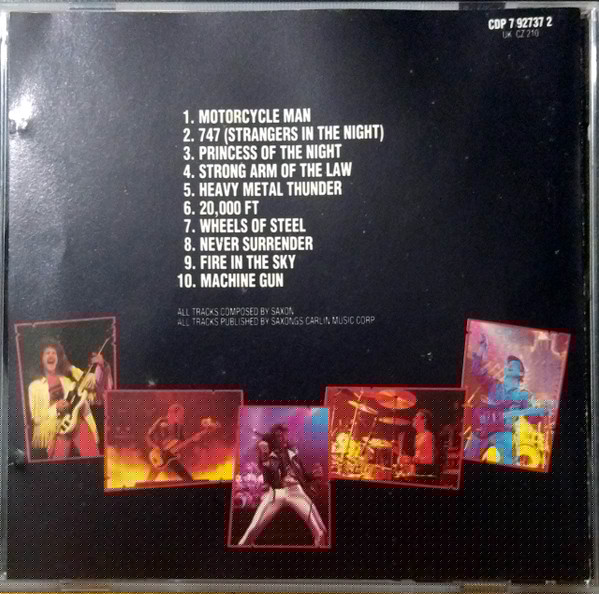 CDP 7 92737 2
UK CZ 210
1. MOTORCYCLE MAN
2. 747 (STRANGERS IN THE NIGHT)
3. PRINCESS OF THE NIGHT
4. STRONG ARM OF THE LAW
5. HEAVY METAL THUNDER
6. 20,000 FT
7. WHEELS OF STEEL
8. NEVER SURRENDER
9. FIRE IN THE SKY
10. MACHINE GUN
ALL TRACKS COMPOSED BY SAXON
ALL TRACKS PUBLISHED BY SAXONGS·CARLIN MUSIC CORP